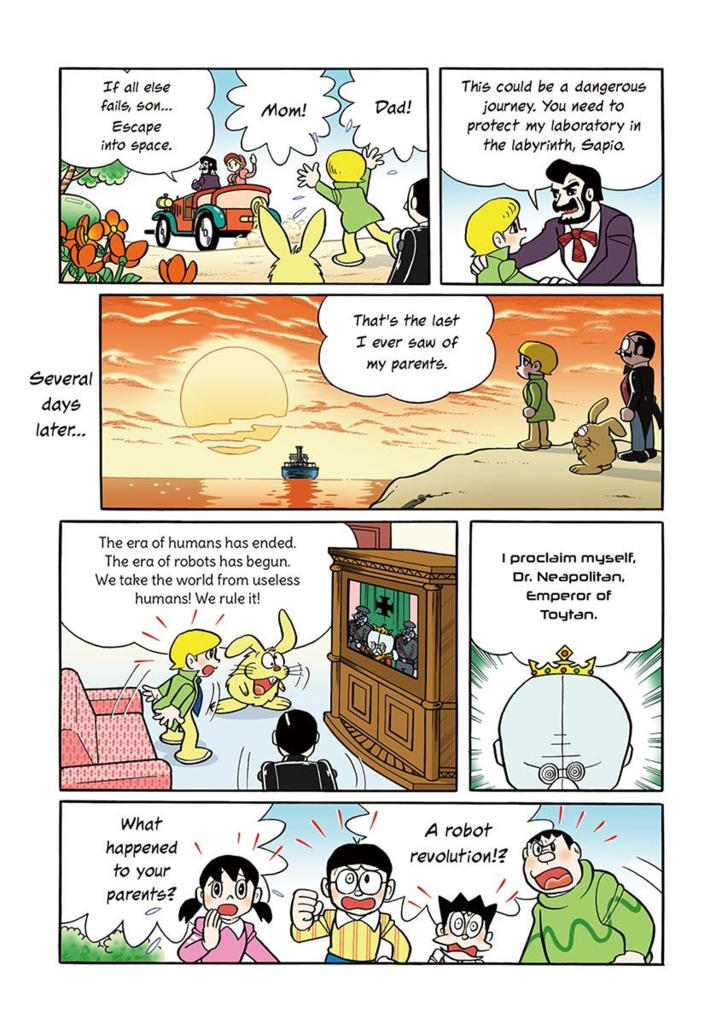 This could be a dangerous
journey. You need to
protect my laboratory in
the labyrinth, Sapio.
Dad!
Mom!
If all else
fails, son...
Escape
into space.
Several
days
later...
That's the last
I ever saw of
my parents.
I proclaim myself,
Dr. Neapolitan,
Emperor of
Toytan.
The era of humans has ended.
The era of robots has begun.
We take the world from useless
humans! We rule it!
A robot
revolution!?
What
happened
to your
parents?